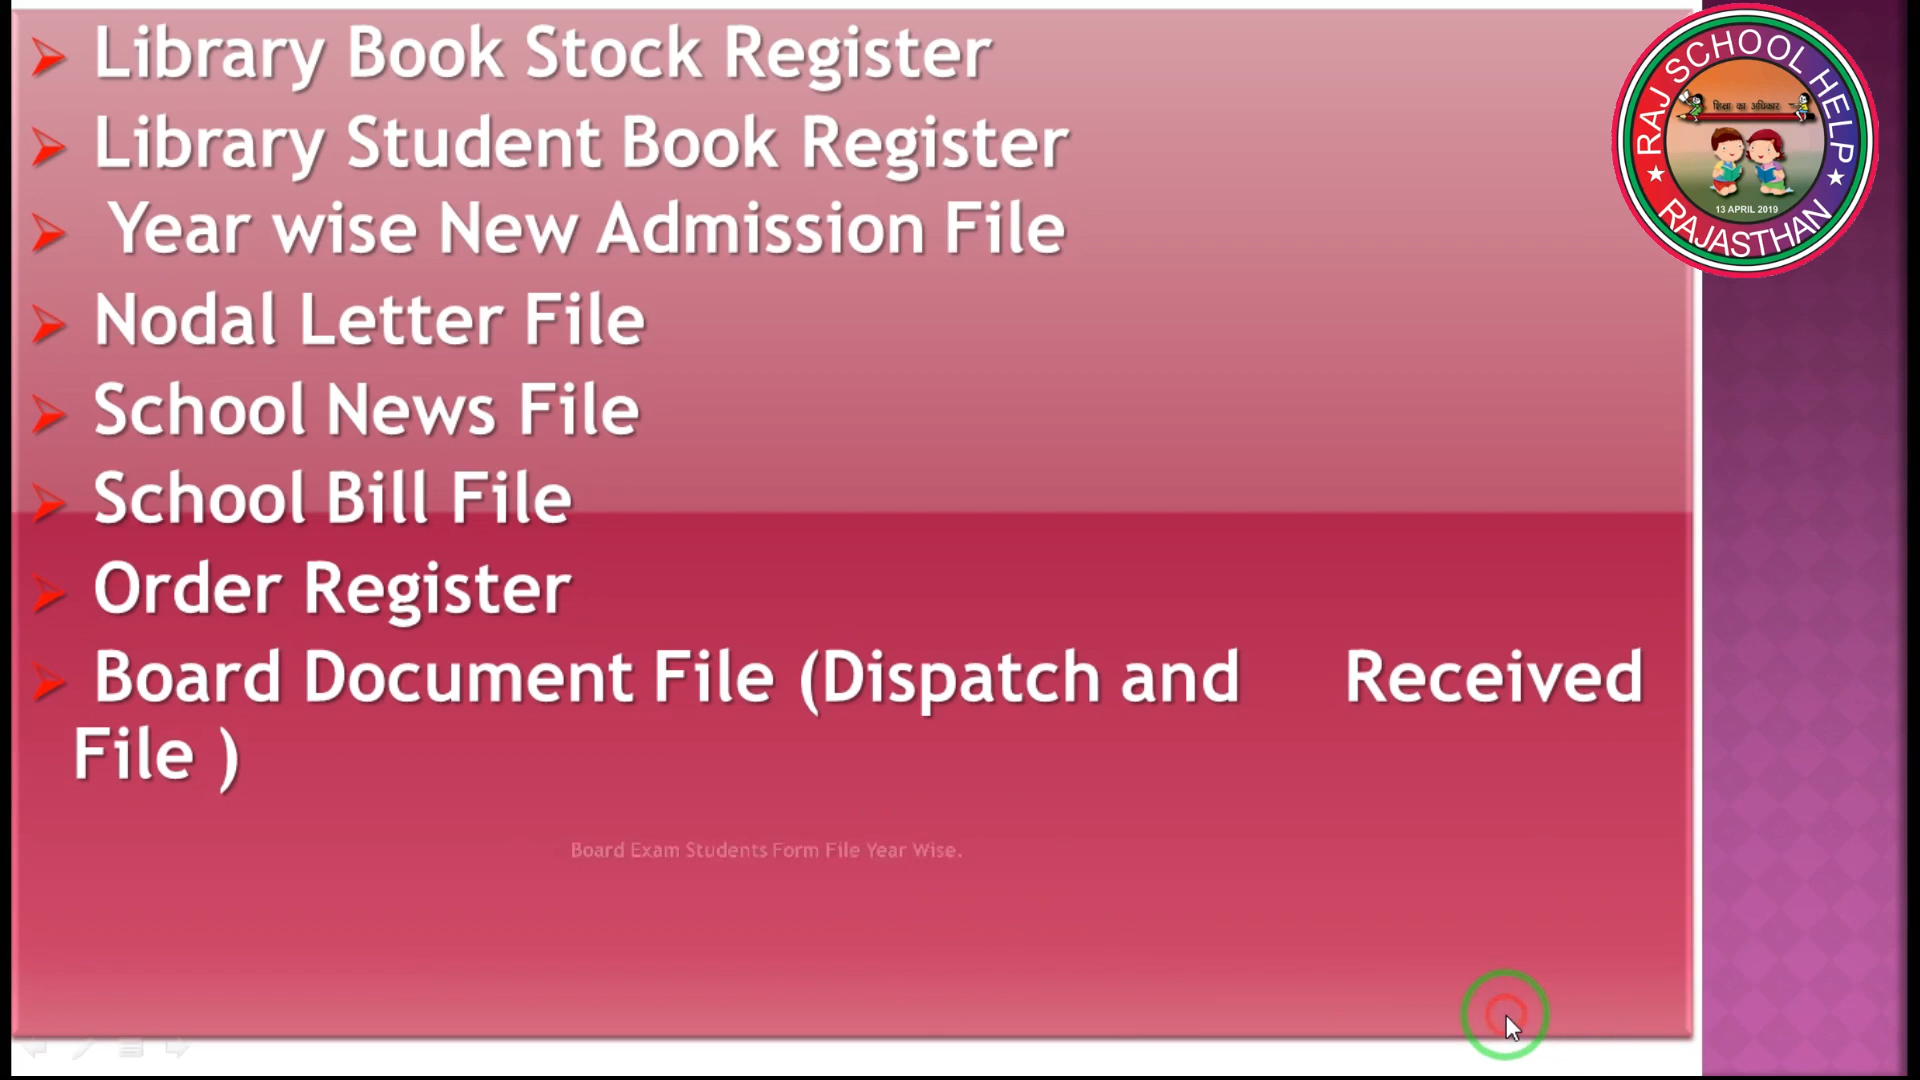 Library Book Stock Register
Library Student Book Register
Year wise New Admission File
Nodal Letter File
School News File
School Bill File
Order Register
Board Document File (Dispatch and Received
File )
Board Exam Students Form File Year Wise.
RAJ SCHOOL HELP
शिक्षा का अधिकार
13 APRIL 2019
RAJASTHAN